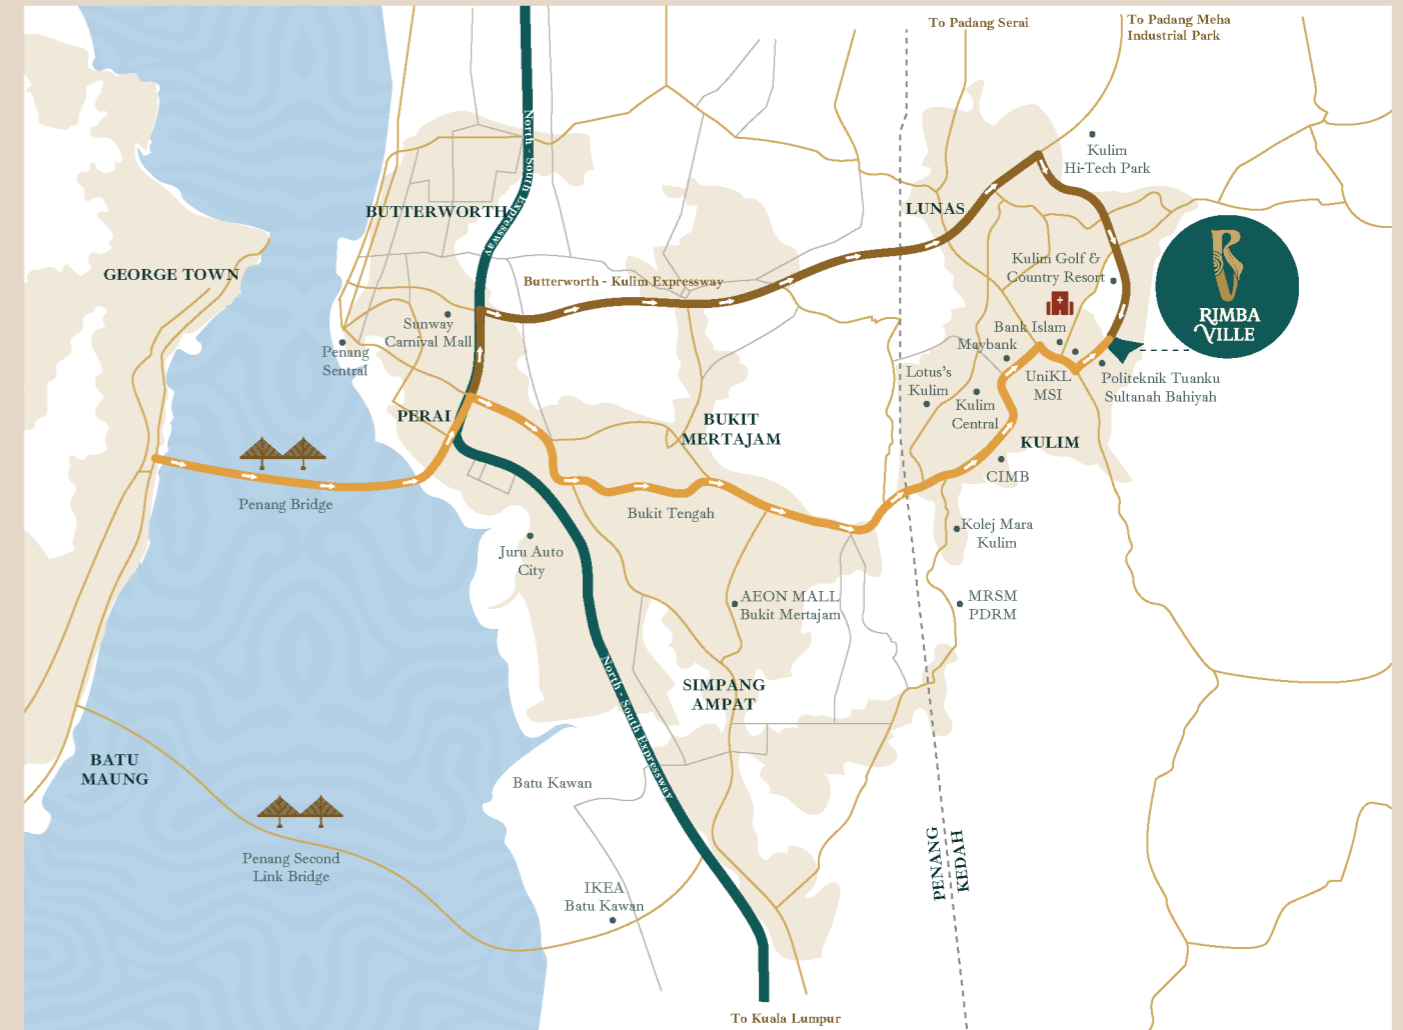 To Padang Serai
To Padang Meha
Industrial Park
North - South Expressway
Kulim
Hi-Tech Park
BUTTERWORTH
LUNAS
GEORGE TOWN
Kulim Golf &
Country Resort
Butterworth - Kulim Expressway
RIMBA
VILLE
Sunway
Carnival Mall
Bank Islam
Maybank
Penang
Sentral
Lotus's
Kulim
UniKL
MSI
Politeknik Tuanku
Sultanah Bahiyah
Kulim
Central
PERAI
BUKIT
MERTAJAM
KULIM
CIMB
Penang Bridge
Bukit Tengah
Kolej Mara
Kulim
Juru Auto
City
AEON MALL
Bukit Mertajam
MRSM
PDRM
North - South Expressway
SIMPANG
AMPAT
BATU
MAUNG
Batu Kawan
PENANG
KEDAH
Penang Second
Link Bridge
IKEA
Batu Kawan
To Kuala Lumpur